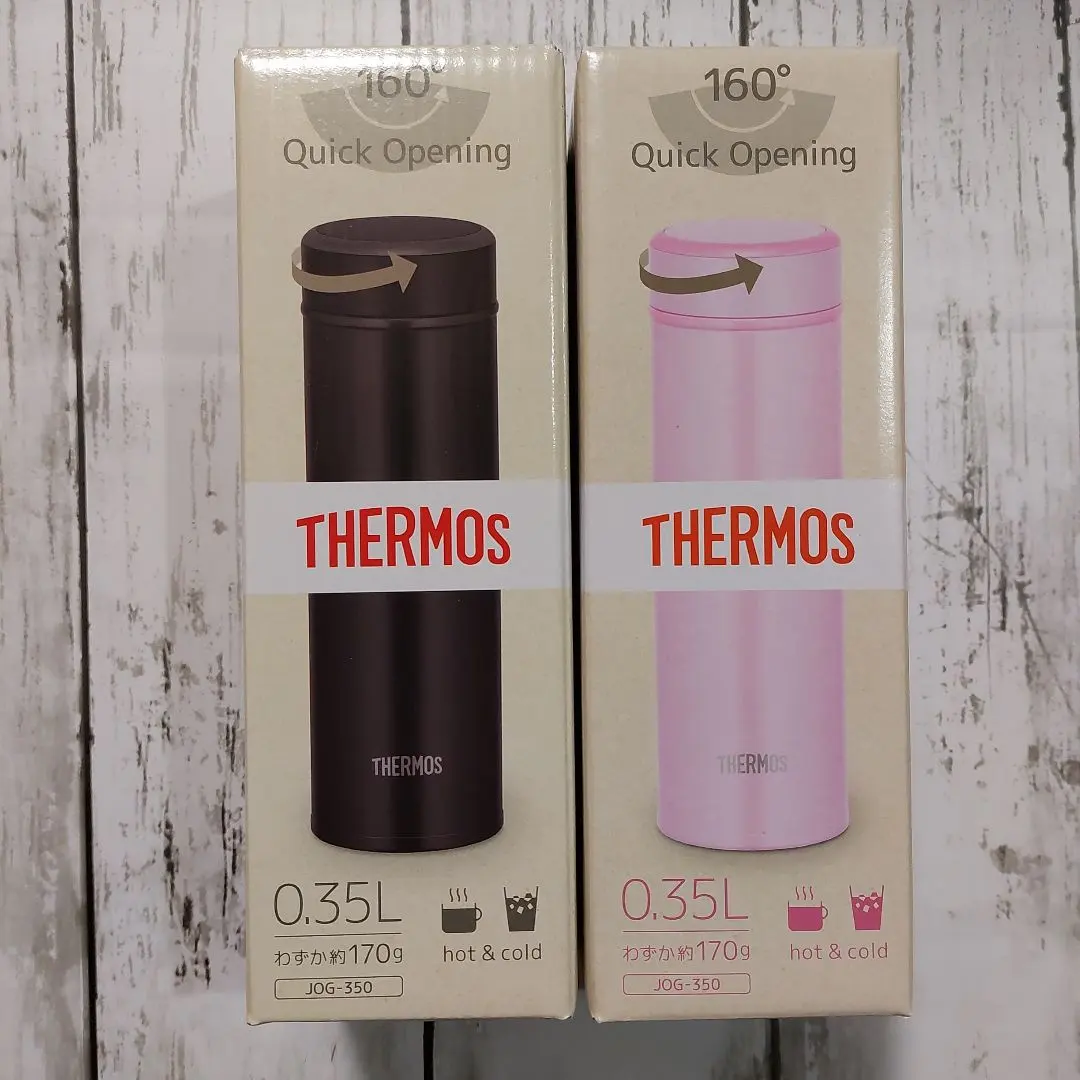 160°
Quick Opening
THERMOS
THERMOS
0.35L
わずか約170g
JOG-350
hot & cold
160°
Quick Opening
THERMOS
THERMOS
0.35L
わずか約170g
JOG-350
hot & cold